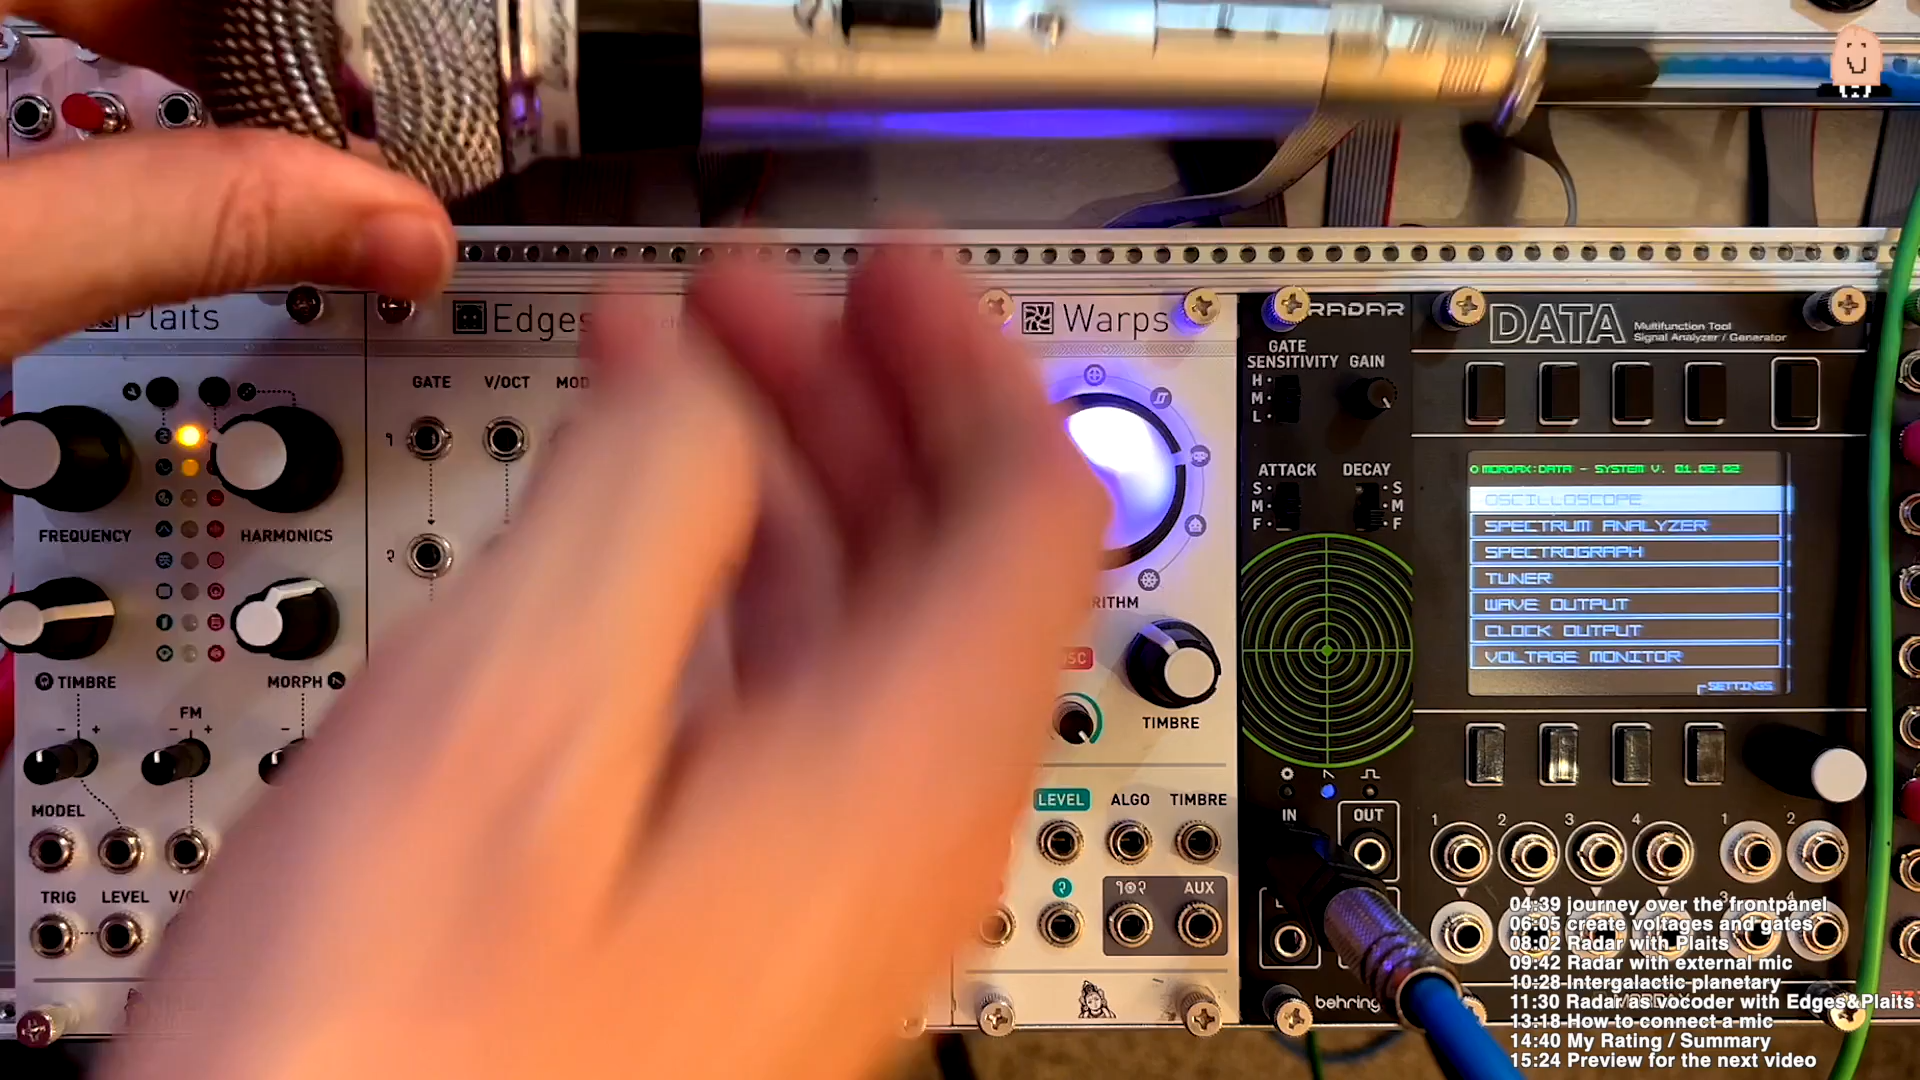 Plaits
Edges
Warps
RADAR
DATA
Multifunction Tool
Signal Analyzer / Generator
GATE
SENSITIVITY
GAIN
H
M
L
GATE
V/OCT
MOD
ATTACK
DECAY
S
M
F
S
M
F
MORDAX:DATA - SYSTEM V. 01.02.02
OSCILLOSCOPE
SPECTRUM ANALYZER
SPECTROGRAPH
TUNER
WAVE OUTPUT
CLOCK OUTPUT
VOLTAGE MONITOR
SETTINGS
FREQUENCY
HARMONICS
TIMBRE
MORPH
FM
TIMBRE
MODEL
LEVEL
ALGO
TIMBRE
IN
OUT
1
2
3
4
1
2
TRIG
LEVEL
AUX
behring
04:39 journey over the frontpanel
06:05 create voltages and gates
08:02 Radar with Plaits
09:42 Radar with external mic
10:28 Intergalactic planetary
11:30 Radar as vocoder with Edges&Plaits
13:18 How to connect a mic
14:40 My Rating / Summary
15:24 Preview for the next video